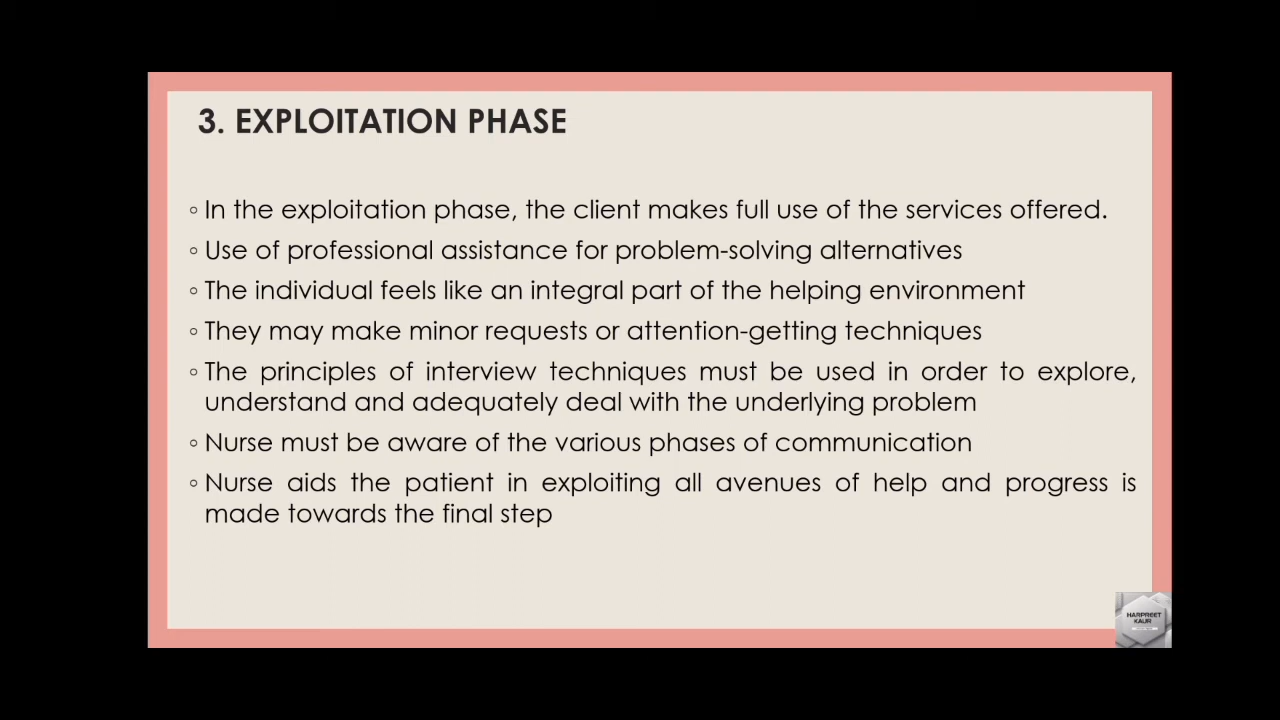 3. EXPLOITATION PHASE
◦ In the exploitation phase, the client makes full use of the services offered.
◦ Use of professional assistance for problem-solving alternatives
◦ The individual feels like an integral part of the helping environment
◦ They may make minor requests or attention-getting techniques
◦ The principles of interview techniques must be used in order to explore,
understand and adequately deal with the underlying problem
◦ Nurse must be aware of the various phases of communication
◦ Nurse aids the patient in exploiting all avenues of help and progress is
made towards the final step
HARPREET
KAUR